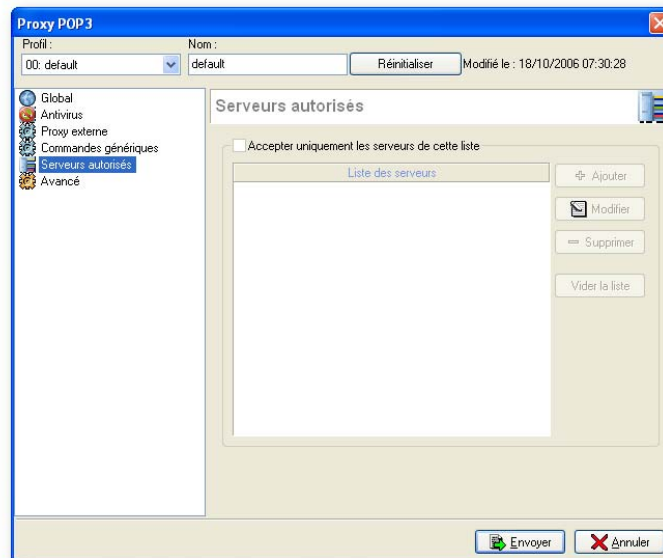 Proxy POP3
Profil :
Nom :
00: default
default
Réinitialiser
Modifié le : 18/10/2006 07:30:28
Global
Antivirus
Proxy externe
Commandes génériques
Serveurs autorisés
Avancé
Serveurs autorisés
Accepter uniquement les serveurs de cette liste
Liste des serveurs
Ajouter
Modifier
Supprimer
Vider la liste
Envoyer
Annuler